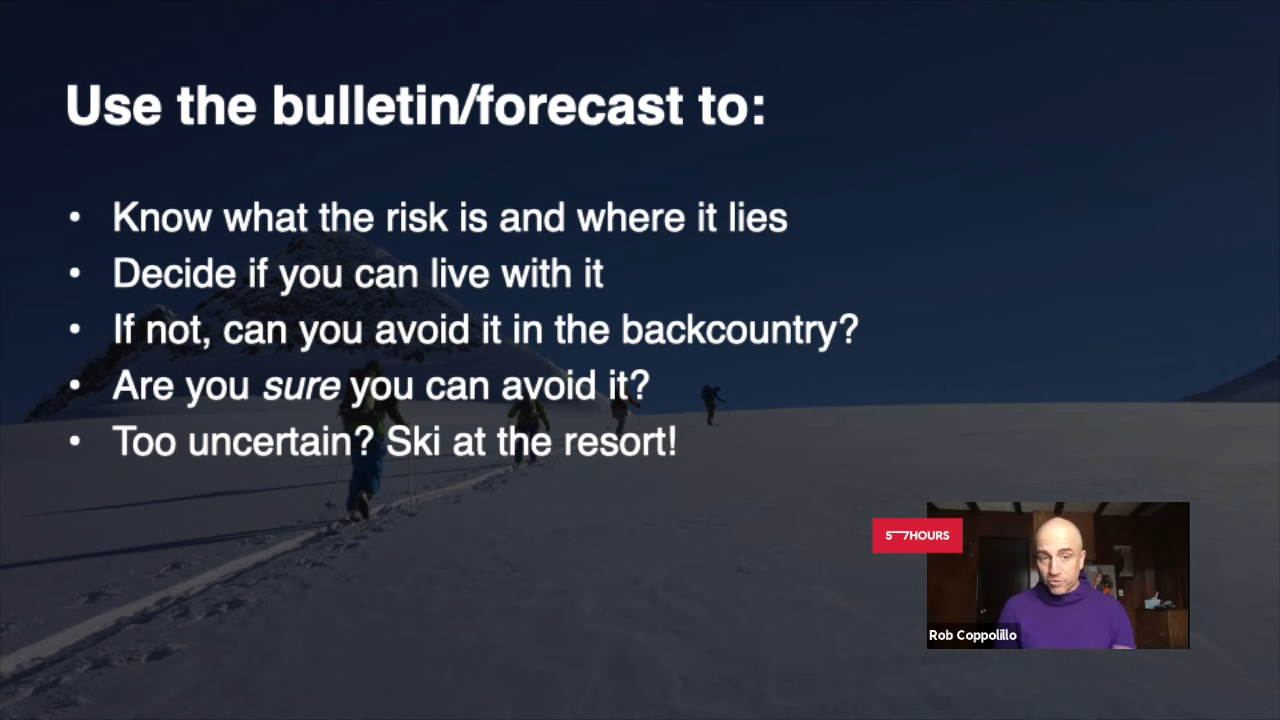 Use the bulletin/forecast to:
• Know what the risk is and where it lies
• Decide if you can live with it
• If not, can you avoid it in the backcountry?
• Are you sure you can avoid it?
• Too uncertain? Ski at the resort!
57HOURS
Rob Coppolillo